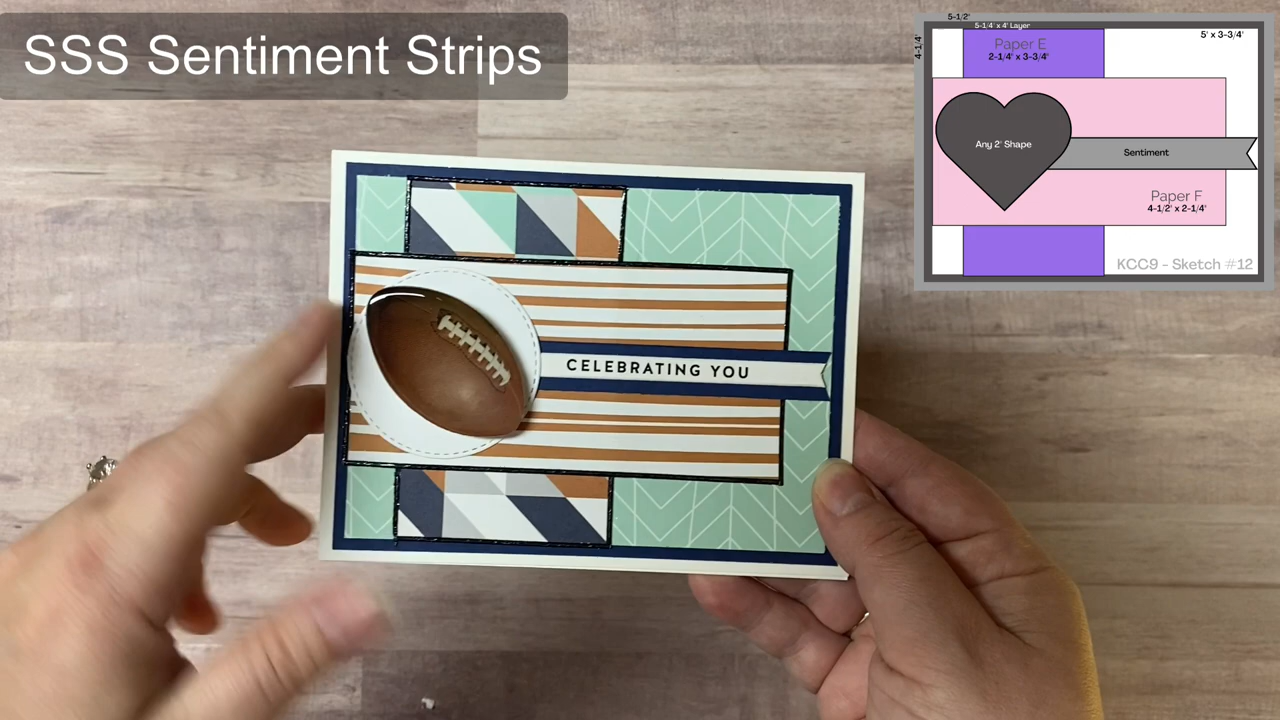 SSS Sentiment Strips
5-1/2"
5-1/4" x 4" Layer
4-1/4"
5" x 3-3/4"
Paper E
2-1/4" x 3-3/4"
Any 2" Shape
Sentiment
Paper F
4-1/2" x 2-1/4"
KCC9 - Sketch #12
CELEBRATING YOU